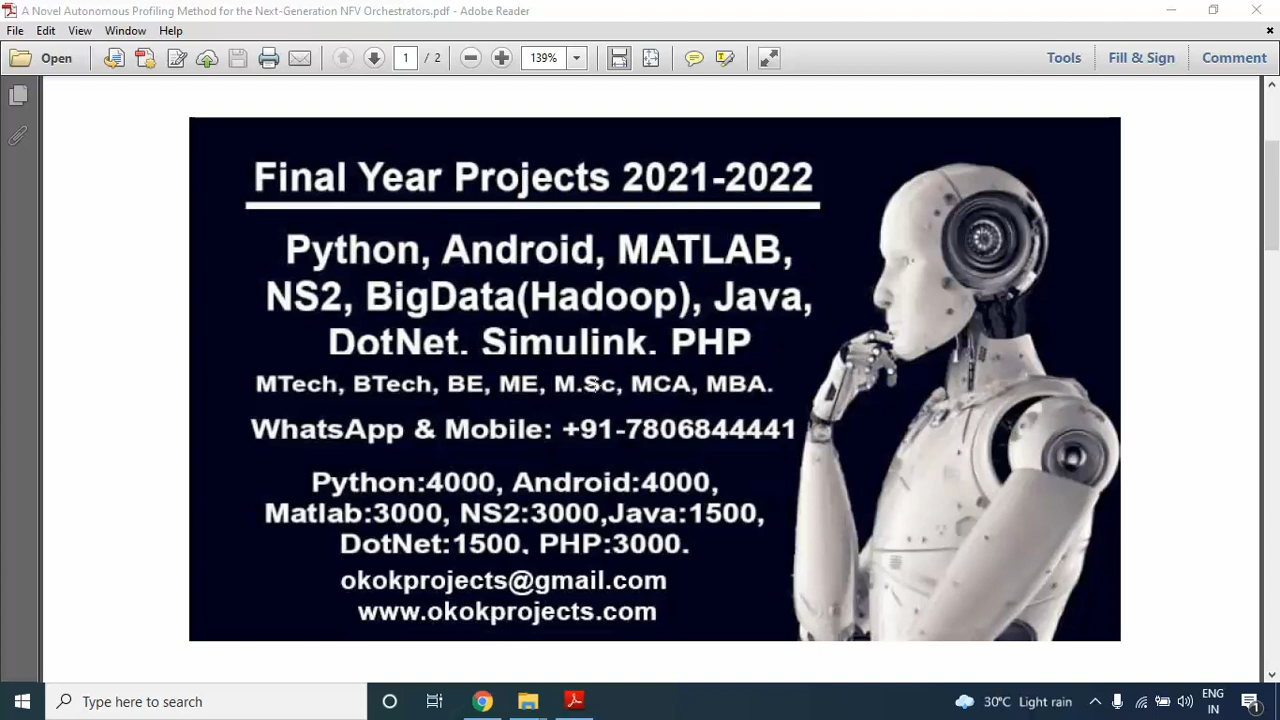 A Novel Autonomous Profiling Method for the Next-Generation NFV Orchestrators.pdf - Adobe Reader
File Edit View Window Help
Open 1 / 2 139% Tools Fill & Sign Comment
Final Year Projects 2021-2022
Python, Android, MATLAB,
NS2, BigData(Hadoop), Java,
DotNet. Simulink. PHP
MTech, BTech, BE, ME, M.Sc, MCA, MBA.
WhatsApp & Mobile: +91-7806844441
Python:4000, Android:4000,
Matlab:3000, NS2:3000,Java:1500,
DotNet:1500, PHP:3000.
okokprojects@gmail.com
www.okokprojects.com
Type here to search 30°C Light rain ENG
IN 1